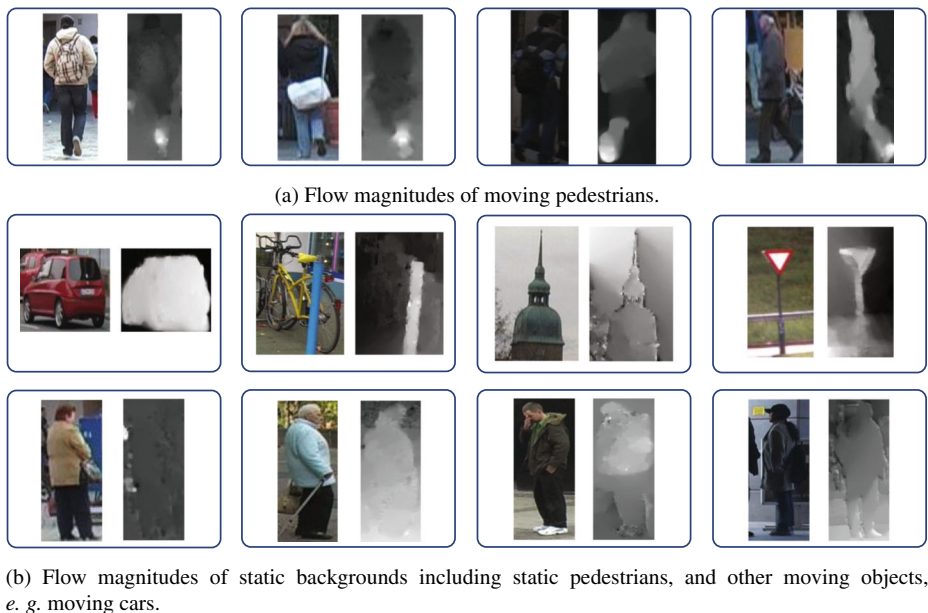 (a) Flow magnitudes of moving pedestrians.
(b) Flow magnitudes of static backgrounds including static pedestrians, and other moving objects,
e. g. moving cars.